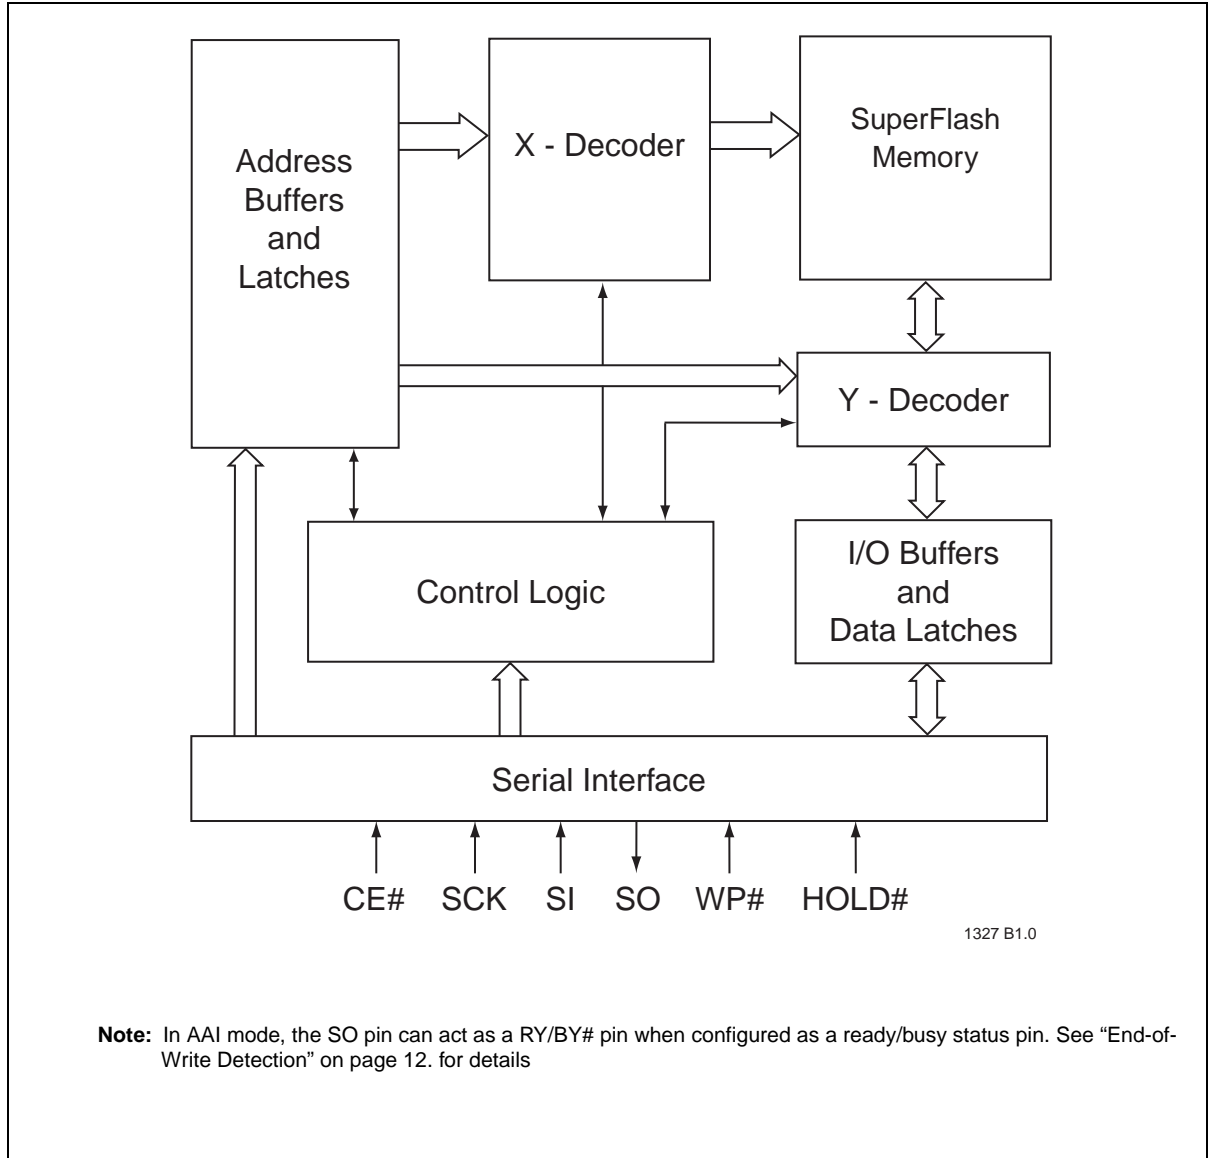 Address
Buffers
and
Latches
X - Decoder
SuperFlash
Memory
Y - Decoder
Control Logic
I/O Buffers
and
Data Latches
Serial Interface
CE# SCK SI SO WP# HOLD#
1327 B1.0
Note: In AAI mode, the SO pin can act as a RY/BY# pin when configured as a ready/busy status pin. See “End-of-
Write Detection” on page 12. for details